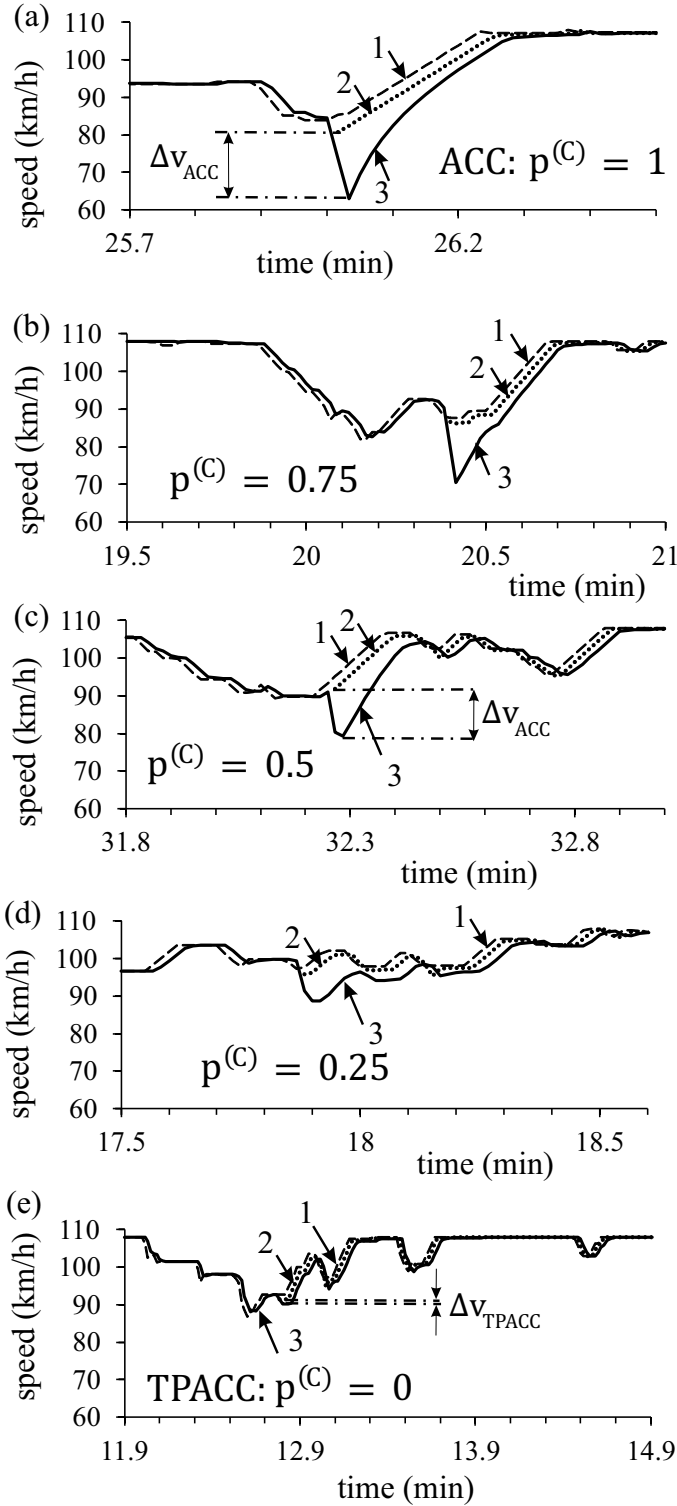 (a)
110
100
90
80
70
60
speed (km/h)
1
2
3
Δv_ACC
ACC: p^(C) = 1
25.7
26.2
time (min)
(b)
110
100
90
80
70
60
speed (km/h)
1
2
3
p^(C) = 0.75
19.5
20
20.5
21
time (min)
(c)
110
100
90
80
70
60
speed (km/h)
1
2
3
Δv_ACC
p^(C) = 0.5
31.8
32.3
32.8
time (min)
(d)
110
100
90
80
70
60
speed (km/h)
1
2
3
p^(C) = 0.25
17.5
18
18.5
time (min)
(e)
110
100
90
80
70
60
speed (km/h)
1
2
3
Δv_TPACC
TPACC: p^(C) = 0
11.9
12.9
13.9
14.9
time (min)